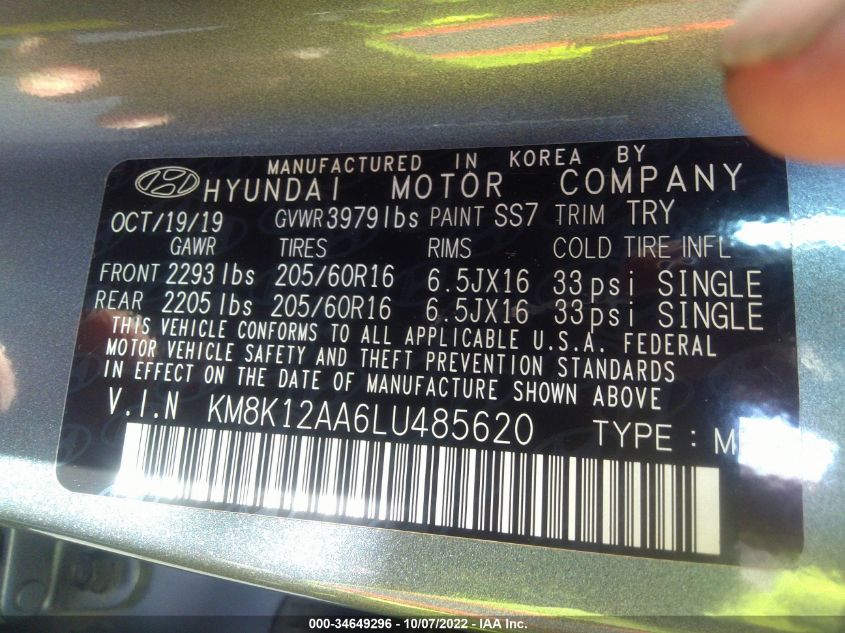 MANUFACTURED IN KOREA BY
HYUNDAI MOTOR COMPANY
OCT/19/19 GVWR 3979lbs PAINT SS7 TRIM TRY
GAWR TIRES RIMS COLD TIRE INFL
FRONT 2293lbs 205/60R16 6.5JX16 33psi SINGLE
REAR 2205lbs 205/60R16 6.5JX16 33psi SINGLE
THIS VEHICLE CONFORMS TO ALL APPLICABLE U.S.A. FEDERAL
MOTOR VEHICLE SAFETY AND THEFT PREVENTION STANDARDS
IN EFFECT ON THE DATE OF MANUFACTURE SHOWN ABOVE
V.I.N KM8K12AA6LU485620 TYPE :
000-34649296 - 10/07/2022 - IAA Inc.